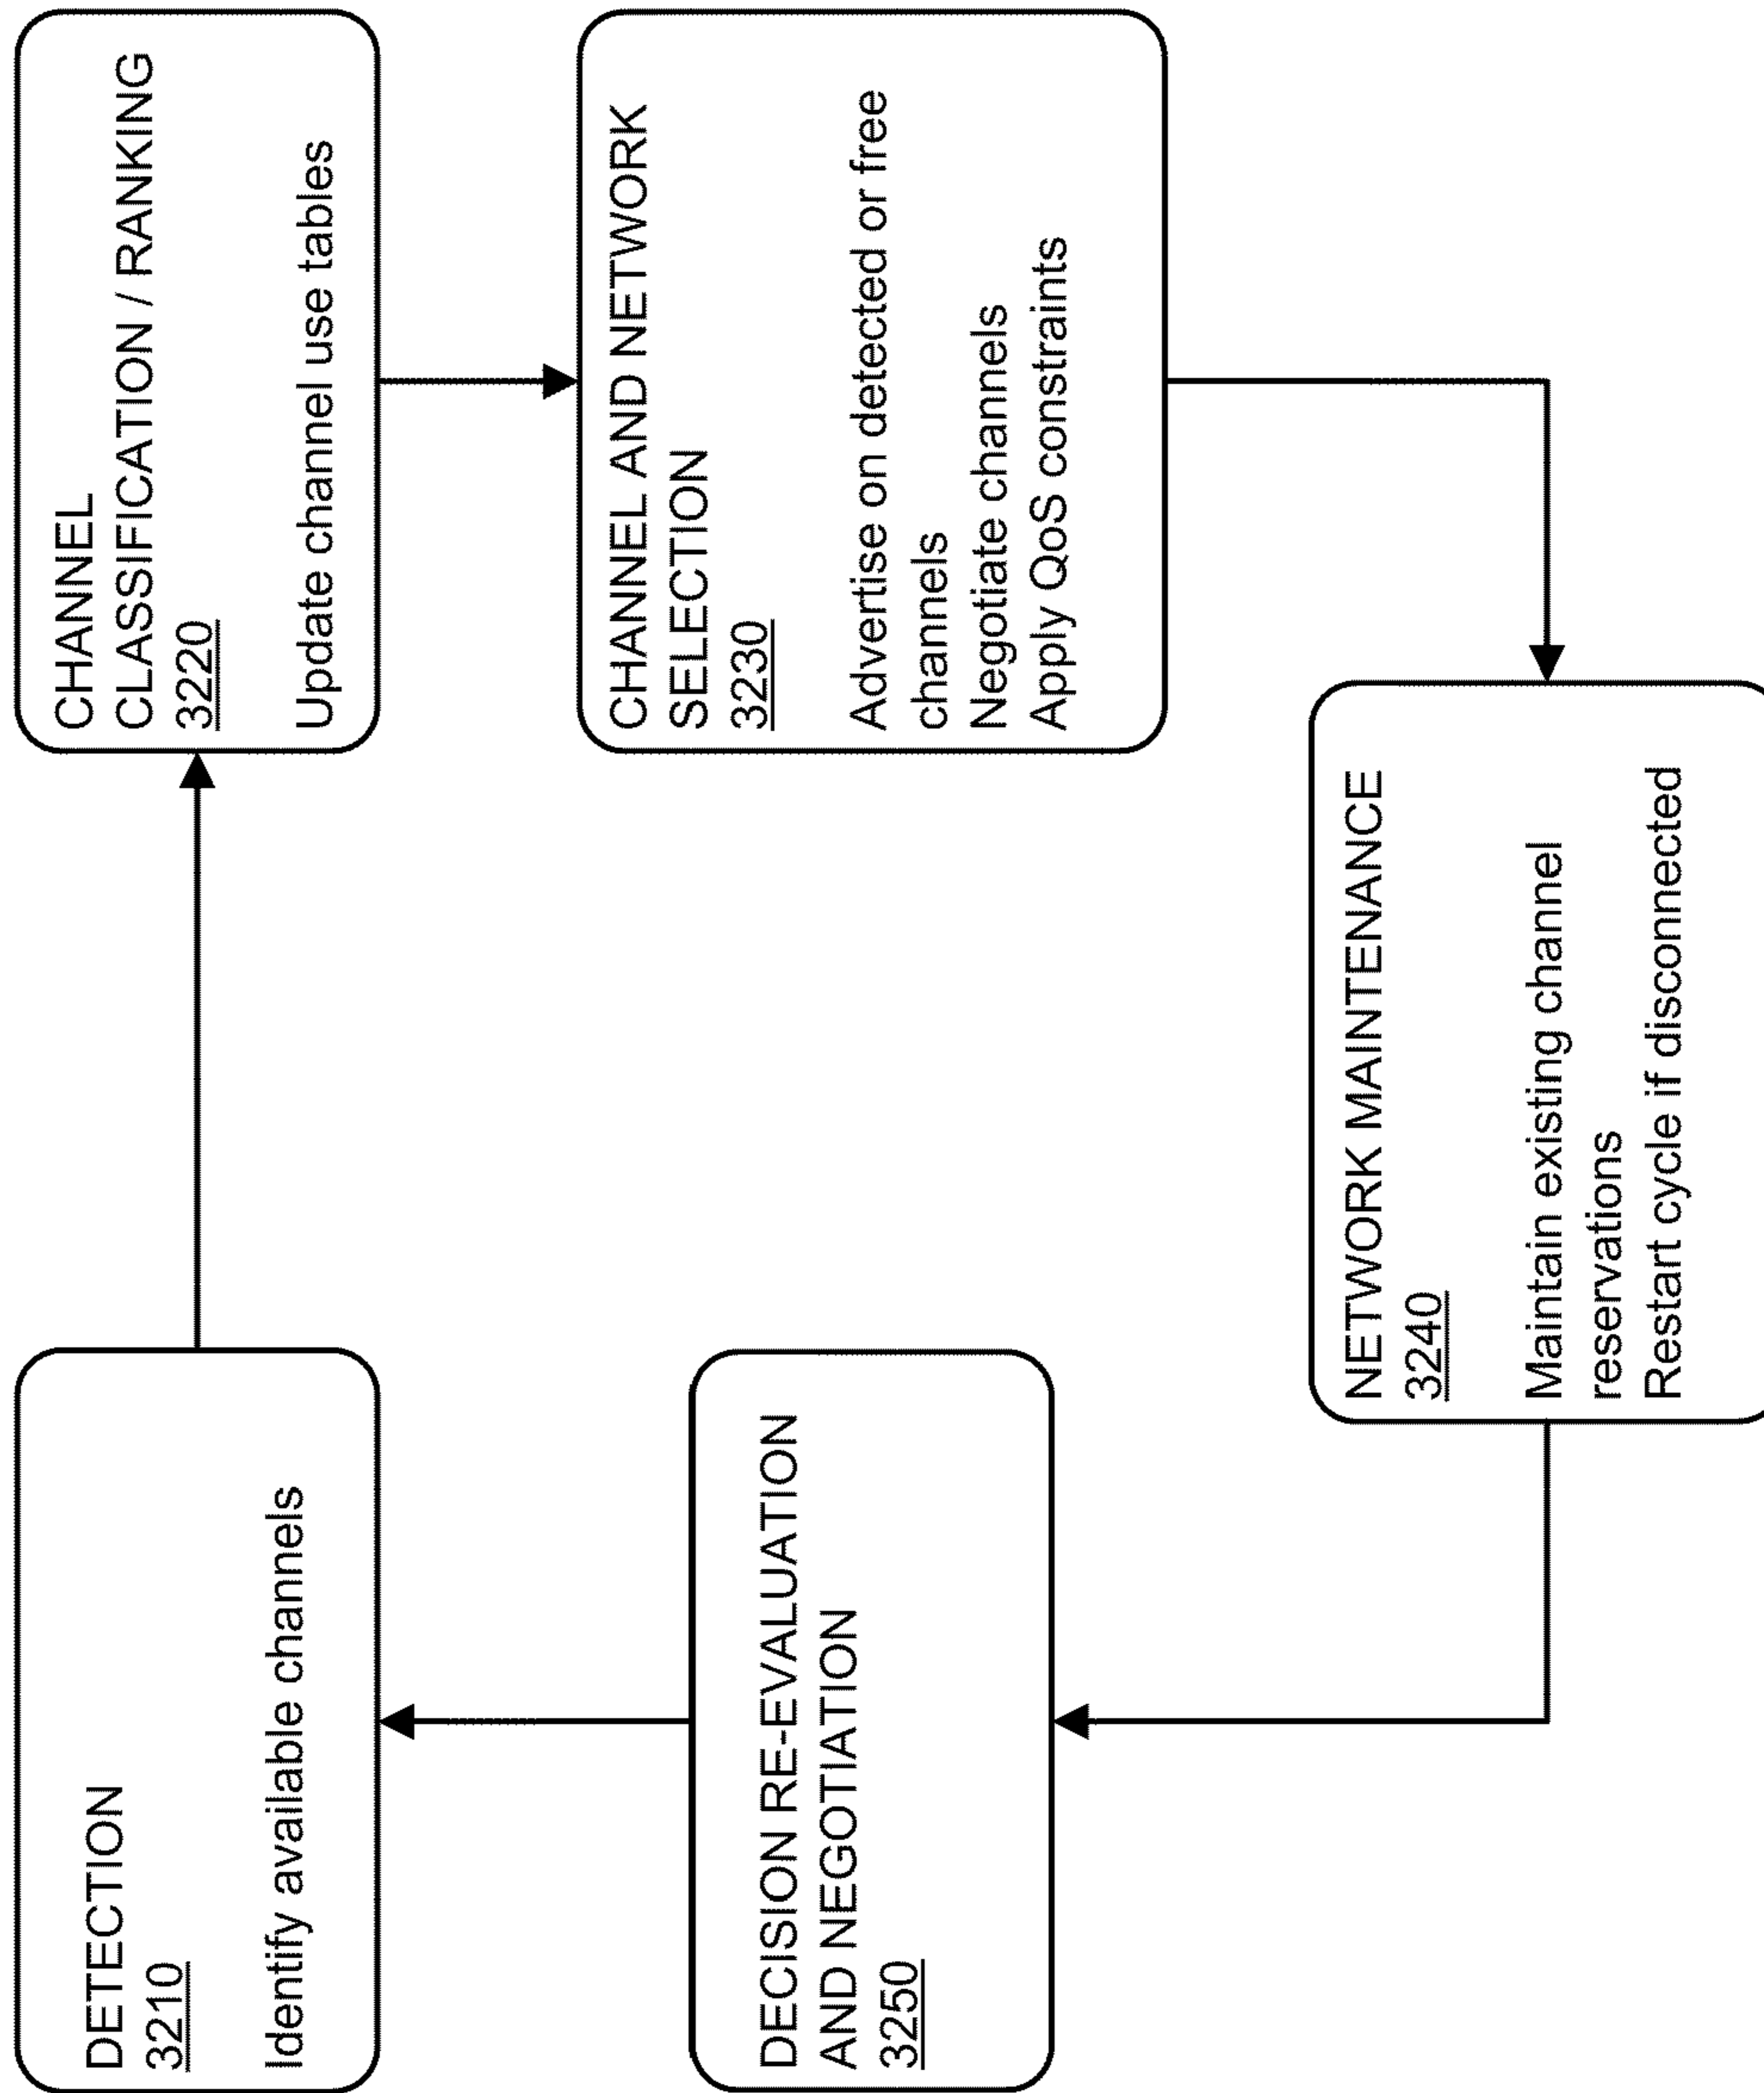 DETECTION
3210
Identify available channels
CHANNEL
CLASSIFICATION / RANKING
3220
Update channel use tables
CHANNEL AND NETWORK
SELECTION
3230
Advertise on detected or free
channels
Negotiate channels
Apply QoS constraints
NETWORK MAINTENANCE
3240
Maintain existing channel
reservations
Restart cycle if disconnected
DECISION RE-EVALUATION
AND NEGOTIATION
3250